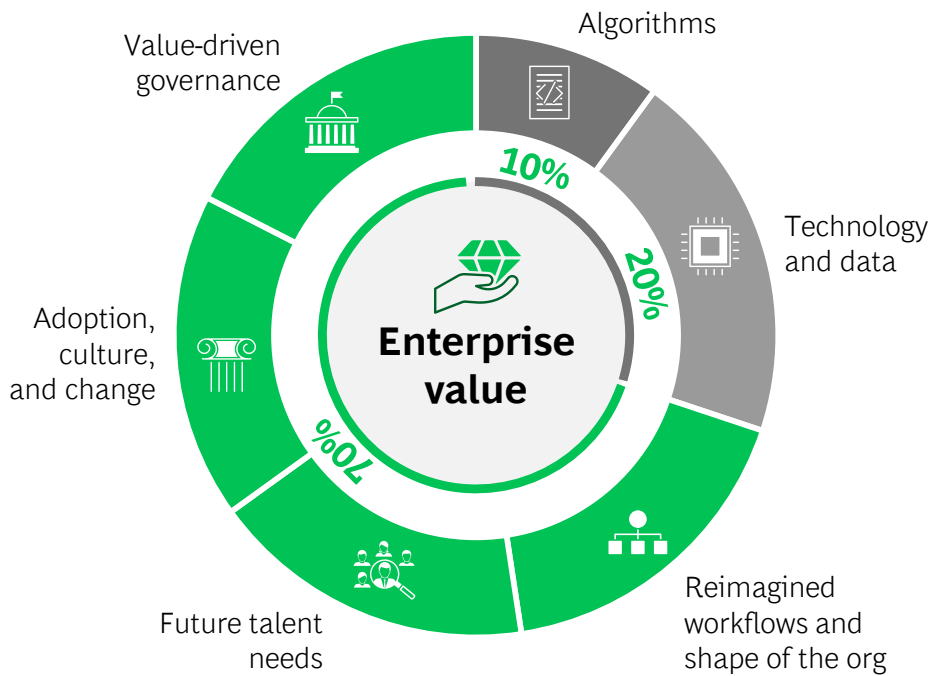 Algorithms
Value-driven
governance
10%
Technology
and data
20%
Enterprise
value
Adoption,
culture,
and change
70%
Reimagined
workflows and
shape of the org
Future talent
needs